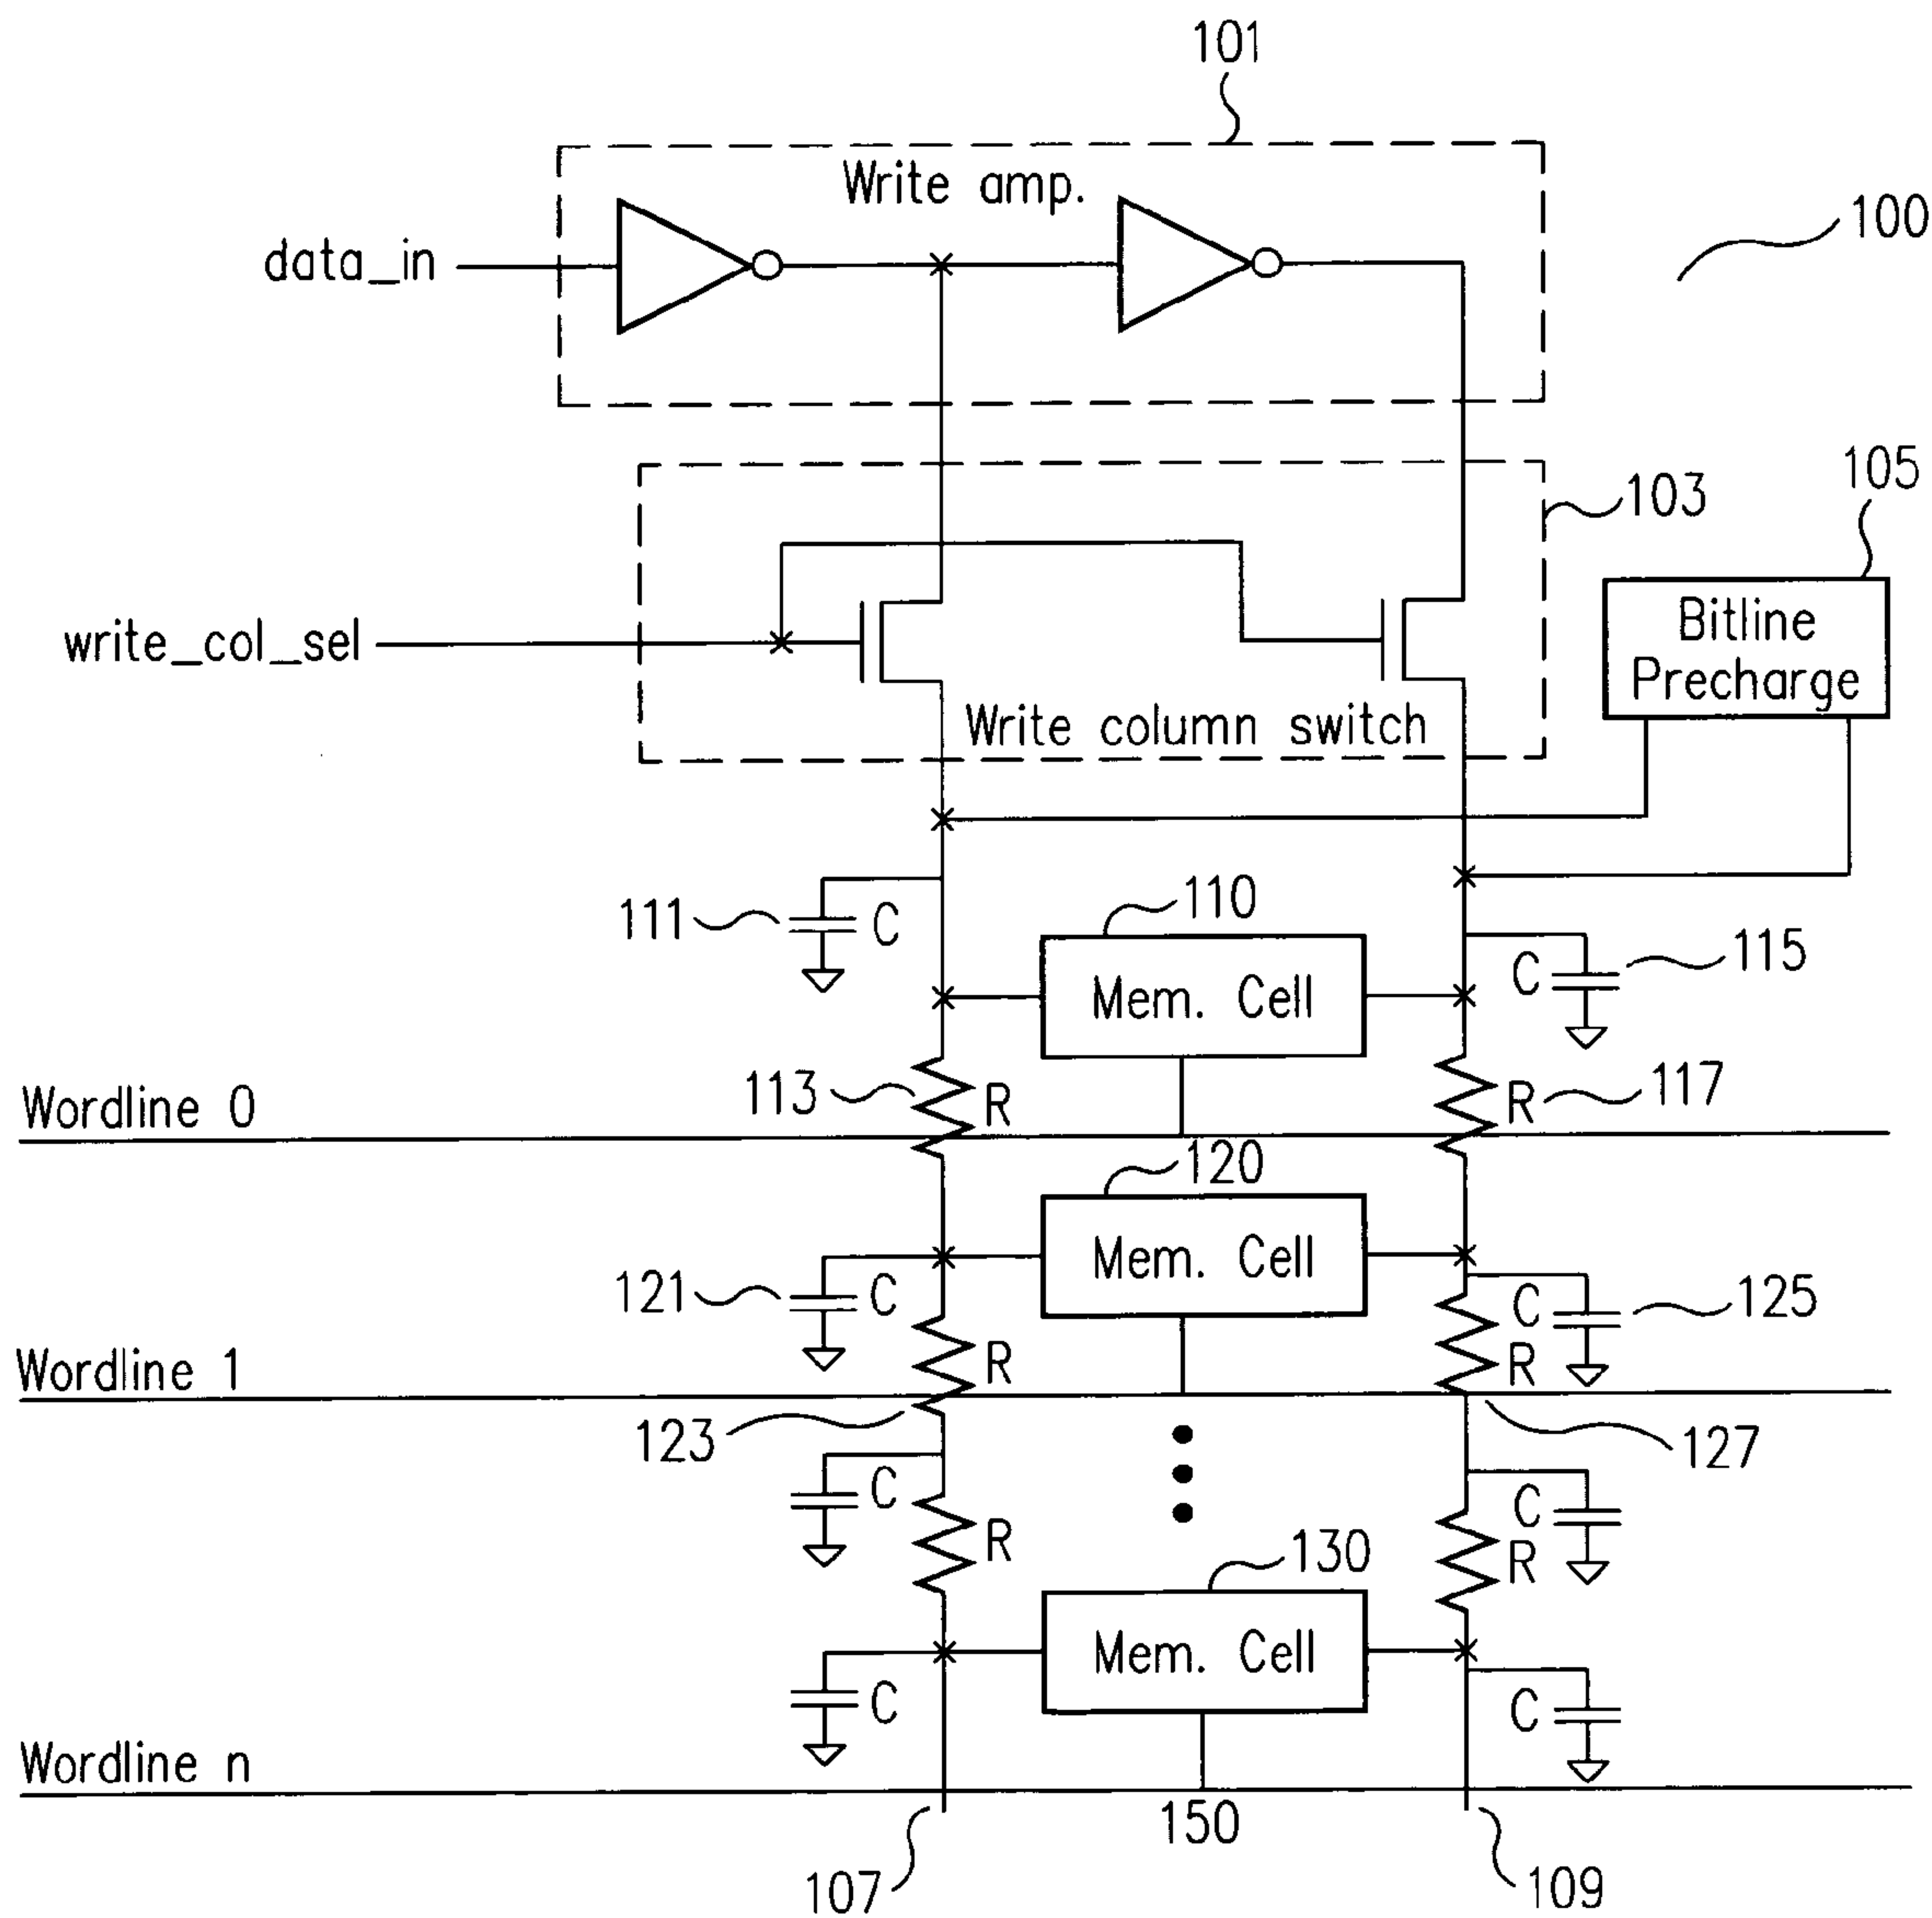 101
Write amp.
100
data_in
105
103
Bitline
Precharge
write_col_sel
Write column switch
110
111
C
115
C
Mem. Cell
113
R
R
117
Wordline 0
120
Mem. Cell
121
C
C
125
R
R
Wordline 1
123
127
C
C
R
R
130
Mem. Cell
C
C
Wordline n
150
107
109